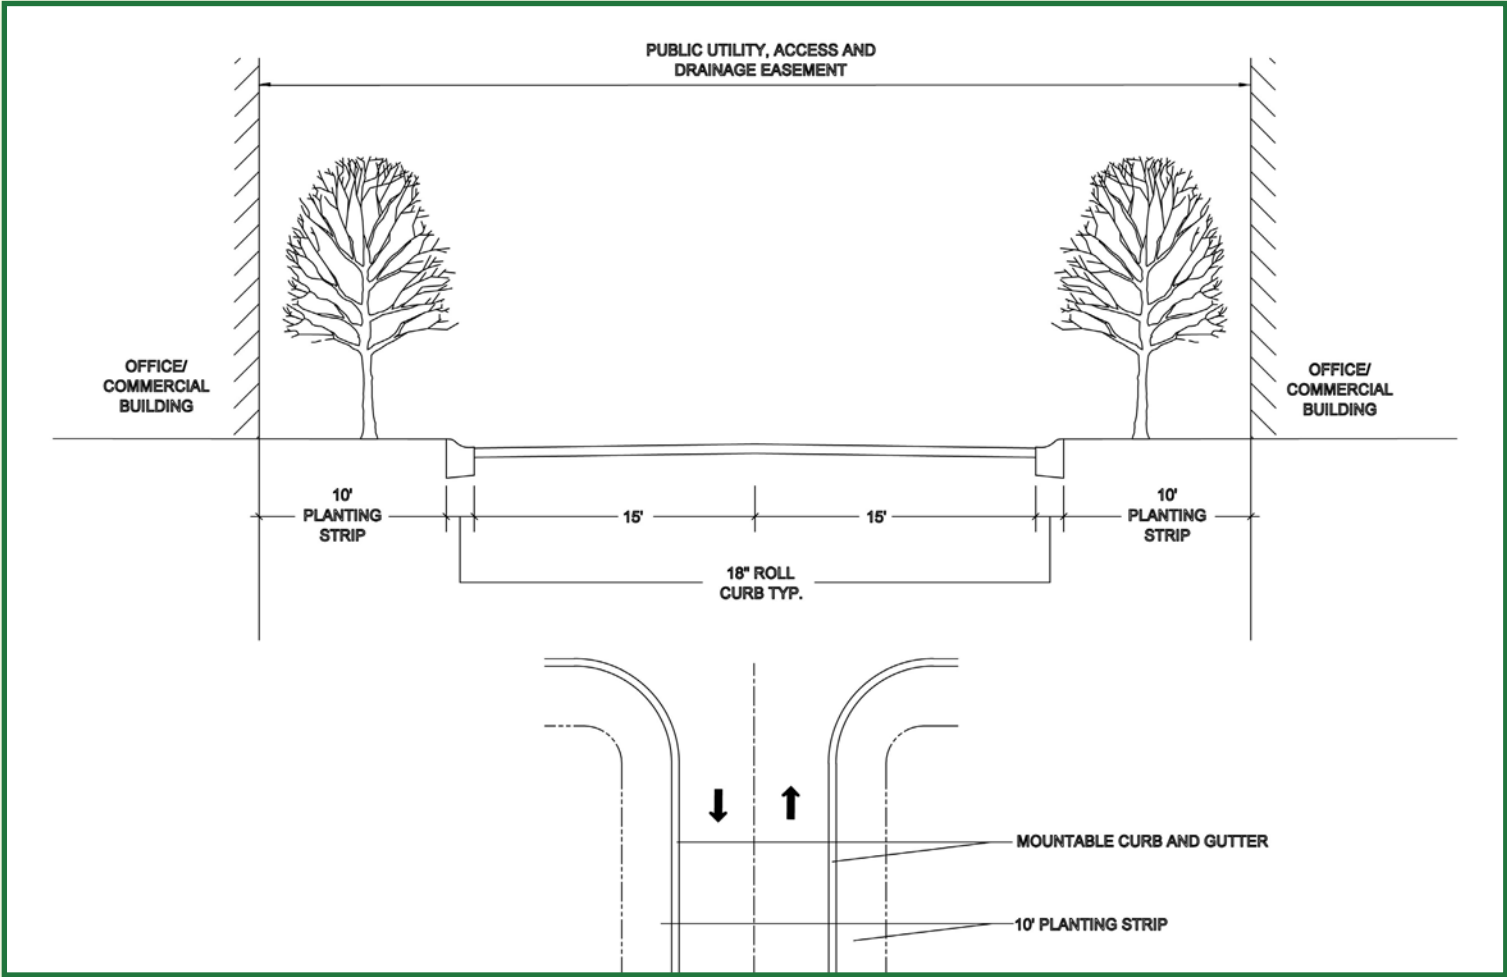 PUBLIC UTILITY, ACCESS AND
DRAINAGE EASEMENT
OFFICE/
COMMERCIAL
BUILDING
OFFICE/
COMMERCIAL
BUILDING
10'
PLANTING
STRIP
15'
15'
10'
PLANTING
STRIP
18" ROLL
CURB TYP.
MOUNTABLE CURB AND GUTTER
10' PLANTING STRIP